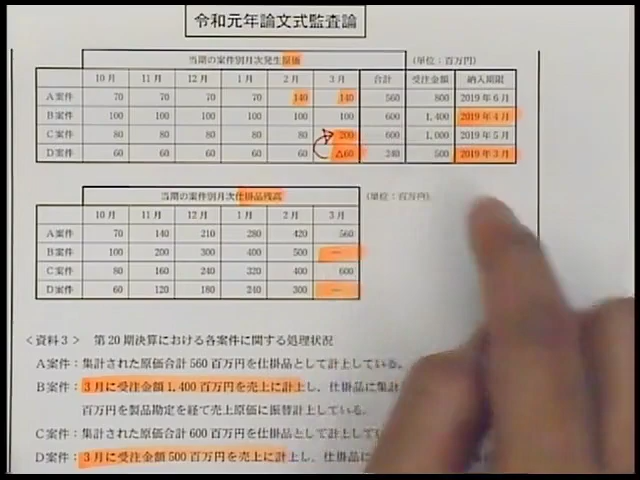 令和元年論文式監査論
当期の案件別月次発生原価 (単位:百万円)
10月 11月 12月 1月 2月 3月 合計 受注金額 納入期限
A案件 70 70 70 70 140 140 560 800 2019年6月
B案件 100 100 100 100 100 100 600 1,400 2019年4月
C案件 80 80 80 80 80 200 600 1,000 2019年5月
D案件 60 60 60 60 60 △60 240 500 2019年3月
当期の案件別月次仕掛品残高 (単位:百万円)
10月 11月 12月 1月 2月 3月
A案件 70 140 210 280 420 560
B案件 100 200 300 400 500 —
C案件 80 160 240 320 400 600
D案件 60 120 180 240 300 —
<資料3> 第20期決算における各案件に関する処理状況
A案件:集計された原価合計560百万円を仕掛品として計上している。
B案件:3月に受注金額1,400百万円を売上に計上し、仕掛品に集計
百万円を製品勘定を経て売上原価に振替計上している。
C案件:集計された原価合計600百万円を仕掛品として計上し
D案件:3月に受注金額500百万円を売上に計上し、仕掛品に